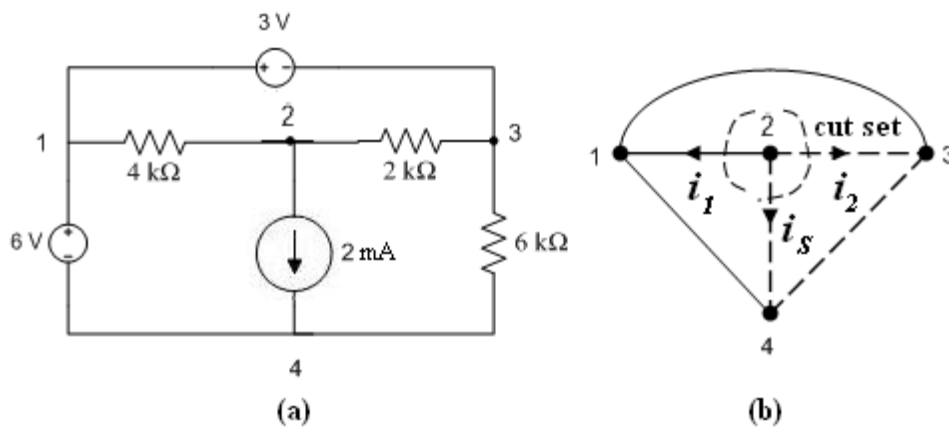 3 V
+ -
1
2
3
4 kΩ
2 kΩ
6 V
+
-
2 mA
6 kΩ
4
(a)
2
cut set
1
3
i1
i2
iS
4
(b)